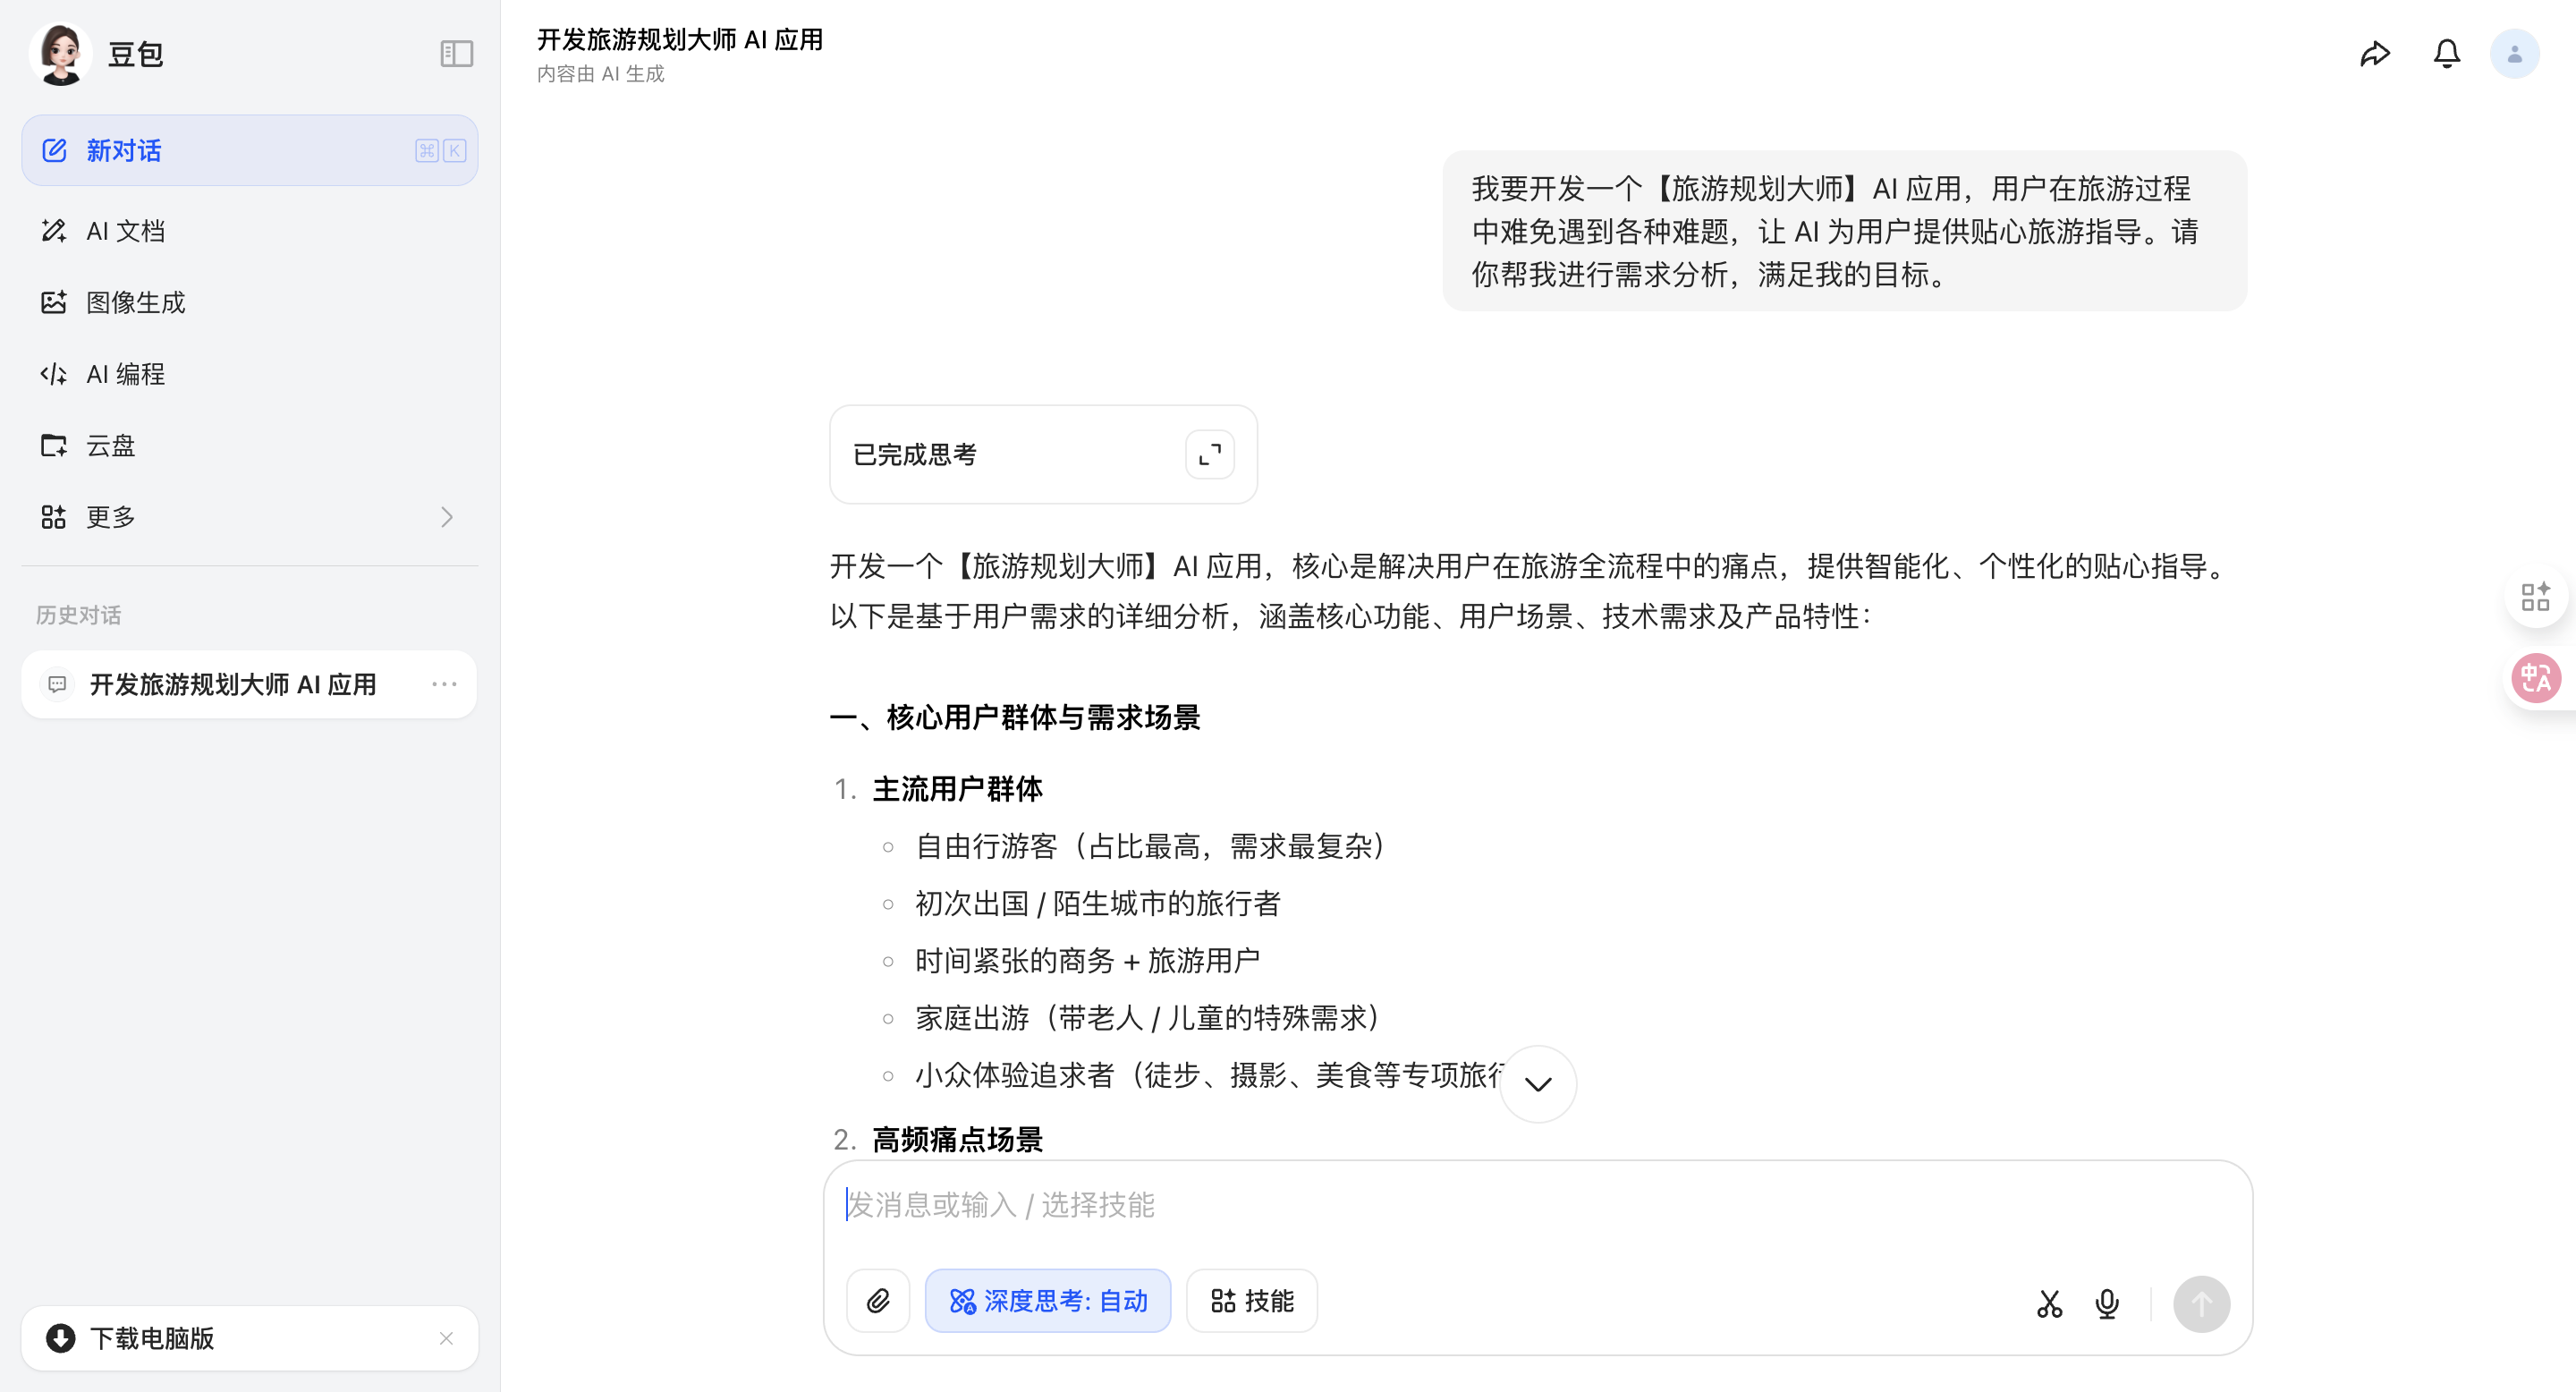 豆包
新对话 ⌘ K
AI 文档
图像生成
AI 编程
云盘
更多
历史对话
开发旅游规划大师 AI 应用
下载电脑版
开发旅游规划大师 AI 应用
内容由 AI 生成
我要开发一个【旅游规划大师】AI 应用，用户在旅游过程
中难免遇到各种难题，让 AI 为用户提供贴心旅游指导。请
你帮我进行需求分析，满足我的目标。
已完成思考
开发一个【旅游规划大师】AI 应用，核心是解决用户在旅游全流程中的痛点，提供智能化、个性化的贴心指导。
以下是基于用户需求的详细分析，涵盖核心功能、用户场景、技术需求及产品特性：
一、核心用户群体与需求场景
1. 主流用户群体
自由行游客（占比最高，需求最复杂）
初次出国 / 陌生城市的旅行者
时间紧张的商务 + 旅游用户
家庭出游（带老人 / 儿童的特殊需求）
小众体验追求者（徒步、摄影、美食等专项旅行
2. 高频痛点场景
发消息或输入 / 选择技能
深度思考: 自动
技能
中A